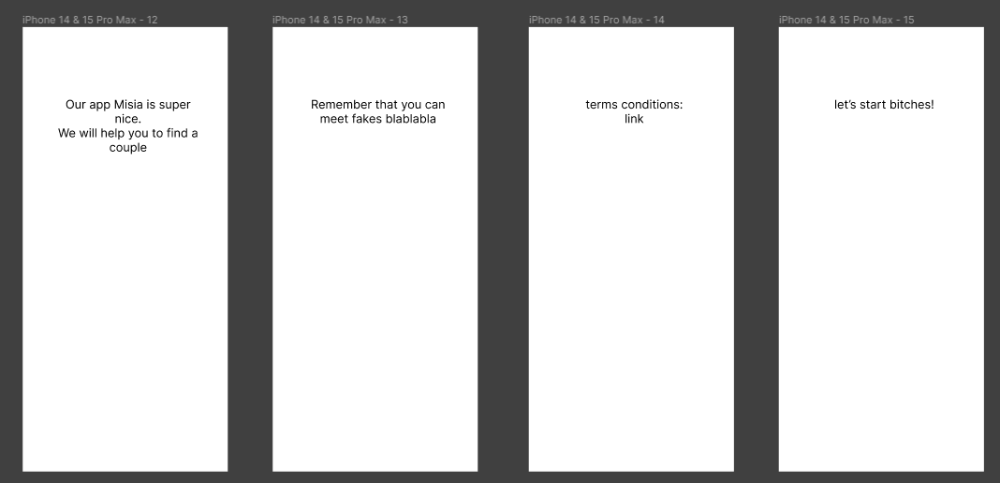 iPhone 14 & 15 Pro Max - 12
Our app Misia is super
nice.
We will help you to find a
couple
iPhone 14 & 15 Pro Max - 13
Remember that you can
meet fakes blablabla
iPhone 14 & 15 Pro Max - 14
terms conditions:
link
iPhone 14 & 15 Pro Max - 15
let’s start bitches!